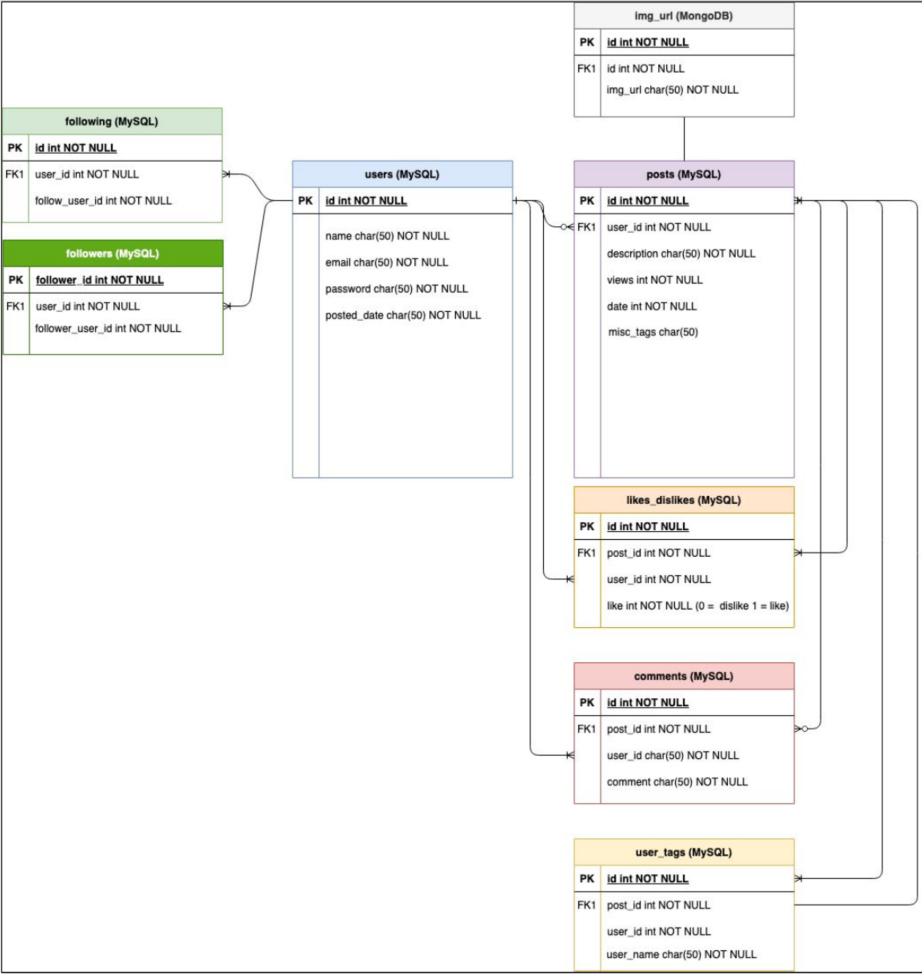 img_url (MongoDB)
PK id int NOT NULL
FK1 id int NOT NULL
img_url char(50) NOT NULL
following (MySQL)
PK id int NOT NULL
FK1 user_id int NOT NULL
follow_user_id int NOT NULL
followers (MySQL)
PK follower_id int NOT NULL
FK1 user_id int NOT NULL
follower_user_id int NOT NULL
users (MySQL)
PK id int NOT NULL
name char(50) NOT NULL
email char(50) NOT NULL
password char(50) NOT NULL
posted_date char(50) NOT NULL
posts (MySQL)
PK id int NOT NULL
FK1 user_id int NOT NULL
description char(50) NOT NULL
views int NOT NULL
date int NOT NULL
misc_tags char(50)
likes_dislikes (MySQL)
PK id int NOT NULL
FK1 post_id int NOT NULL
user_id int NOT NULL
like int NOT NULL (0 = dislike 1 = like)
comments (MySQL)
PK id int NOT NULL
FK1 post_id int NOT NULL
user_id char(50) NOT NULL
comment char(50) NOT NULL
user_tags (MySQL)
PK id int NOT NULL
FK1 post_id int NOT NULL
user_id int NOT NULL
user_name char(50) NOT NULL